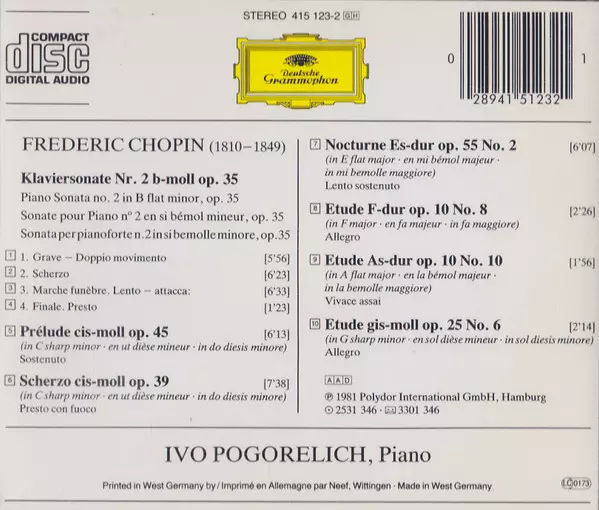 STEREO 415 123-2 GH
COMPACT
disc
DIGITAL AUDIO
Deutsche
Grammophon
0
1
28941 51232
FREDERIC CHOPIN (1810–1849)
Klaviersonate Nr. 2 b-moll op. 35
Piano Sonata no. 2 in B flat minor, op. 35
Sonate pour Piano nº 2 en si bémol mineur, op. 35
Sonata per pianoforte n. 2 in si bemolle minore, op. 35
1 1. Grave – Doppio movimento [5'56]
2 2. Scherzo [6'23]
3 3. Marche funèbre. Lento – attacca: [6'33]
4 4. Finale. Presto [1'23]
5 Prélude cis-moll op. 45 [6'13]
(in C sharp minor · en ut dièse mineur · in do diesis minore)
Sostenuto
6 Scherzo cis-moll op. 39 [7'38]
(in C sharp minor · en ut dièse mineur · in do diesis minore)
Presto con fuoco
7 Nocturne Es-dur op. 55 No. 2 [6'07]
(in E flat major · en mi bémol majeur ·
in mi bemolle maggiore)
Lento sostenuto
8 Etude F-dur op. 10 No. 8 [2'26]
(in F major · en fa majeur · in fa maggiore)
Allegro
9 Etude As-dur op. 10 No. 10 [1'56]
(in A flat major · en la bémol majeur ·
in la bemolle maggiore)
Vivace assai
10 Etude gis-moll op. 25 No. 6 [2'14]
(in G sharp minor · en sol dièse mineur · in sol diesis minore)
Allegro
AAD
℗ 1981 Polydor International GmbH, Hamburg
2531 346 · 3301 346
IVO POGORELICH, Piano
Printed in West Germany by / Imprimé en Allemagne par Neef, Wittingen · Made in West Germany
LC 0173